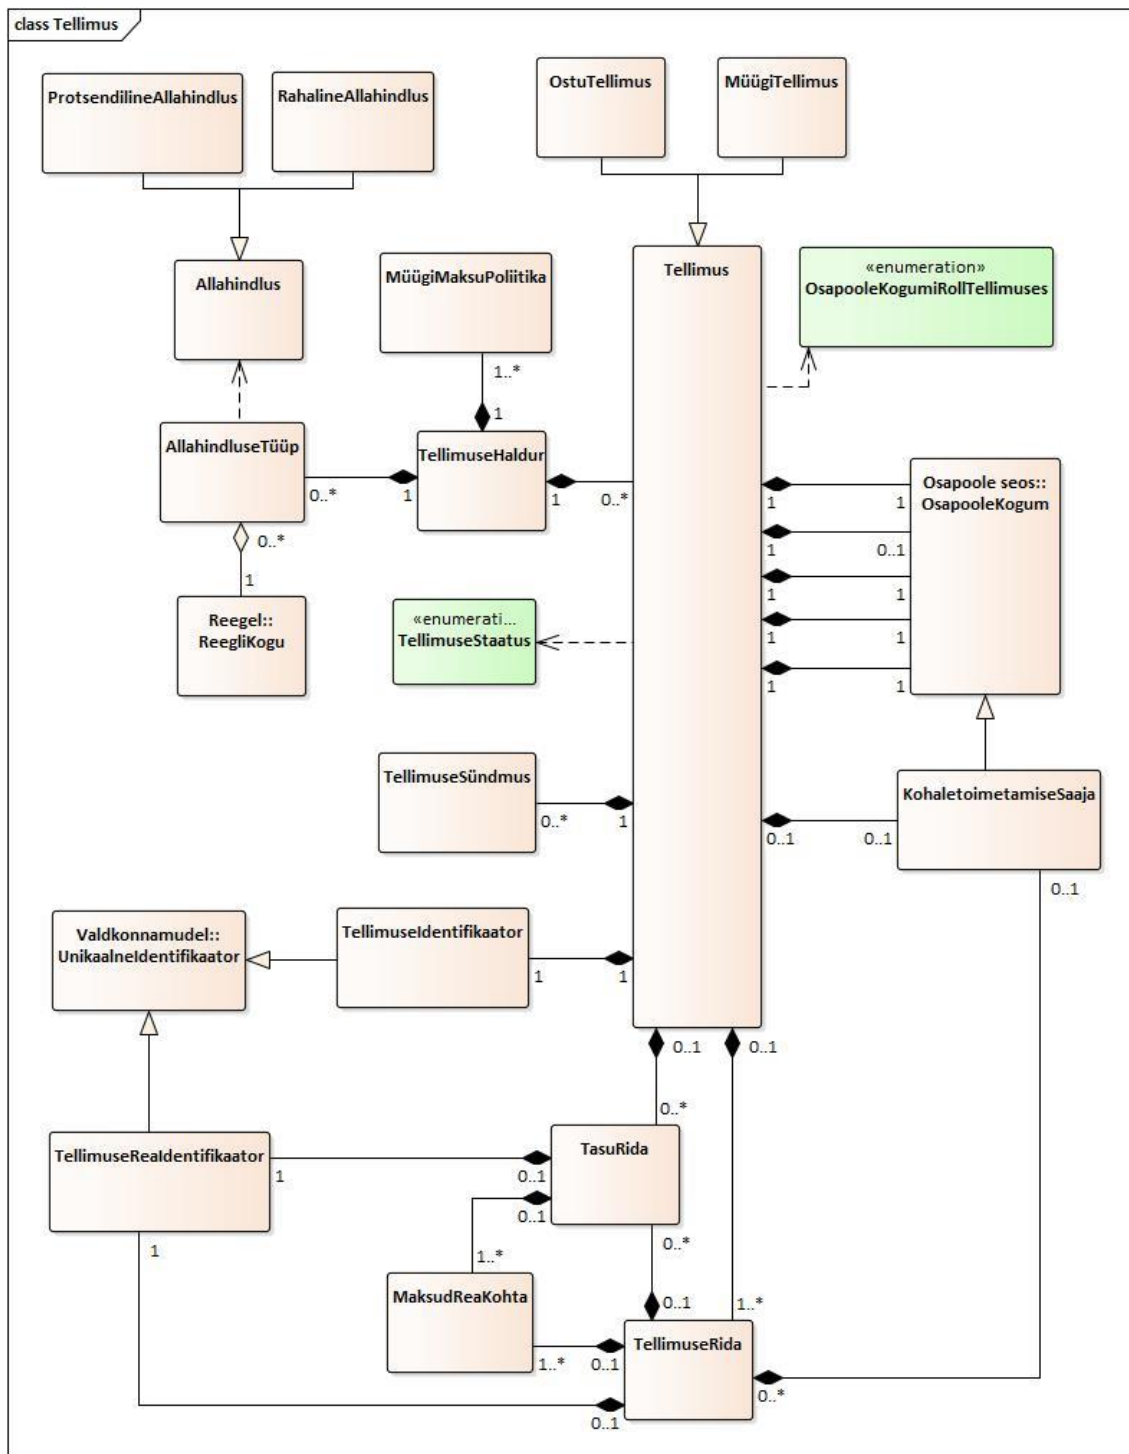 class Tellimus
OstuTellimus
MüügiTellimus
ProtsendilineAllahindlus
RahalineAllahindlus
«enumeration»
OsapooleKogumiRollTellimuses
Tellimus
Allahindlus
MüügiMaksuPoliitika
1..*
1
AllahindluseTüüp
TellimuseHaldur
0..*
1
1
0..*
Osapoole seos::
OsapooleKogum
1
1
1
0..1
1
1
1
1
1
1
0..*
1
Reegel::
ReegliKogu
«enumerati...
TellimuseStaatus
TellimuseSündmus
0..*
1
KohaletoimetamiseSaaja
0..1
0..1
0..1
Valdkonnamudel::
UnikaalneIdentifikaator
TellimuseIdentifikaator
1
1
0..1
0..1
0..*
TellimuseReaIdentifikaator
1
TasuRida
0..1
0..1
1
1..*
0..*
MaksudReaKohta
0..1
1..*
TellimuseRida
1..*
0..1
0..*
0..1